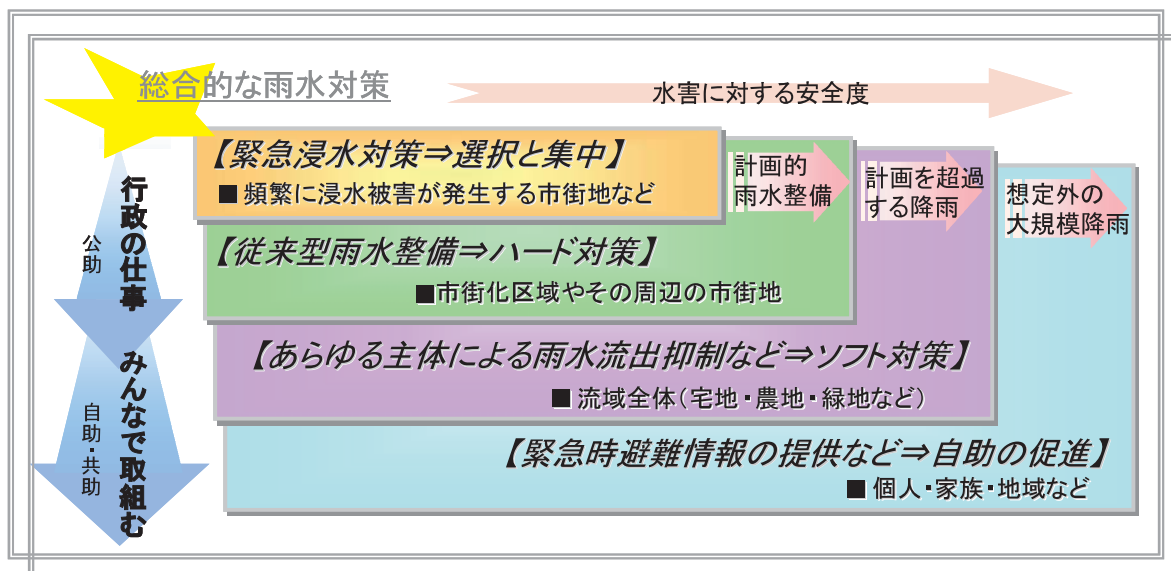 総合的な雨水対策
水害に対する安全度
【緊急浸水対策⇒選択と集中】
■ 頻繁に浸水被害が発生する市街地など
計画的
雨水整備
計画を超過
する降雨
想定外の
大規模降雨
【従来型雨水整備⇒ハード対策】
■市街化区域やその周辺の市街地
【あらゆる主体による雨水流出抑制など⇒ソフト対策】
■ 流域全体（宅地・農地・緑地など）
【緊急時避難情報の提供など⇒自助の促進】
■ 個人・家族・地域など
行政の仕事
公助
みんなで取組む
自助・共助